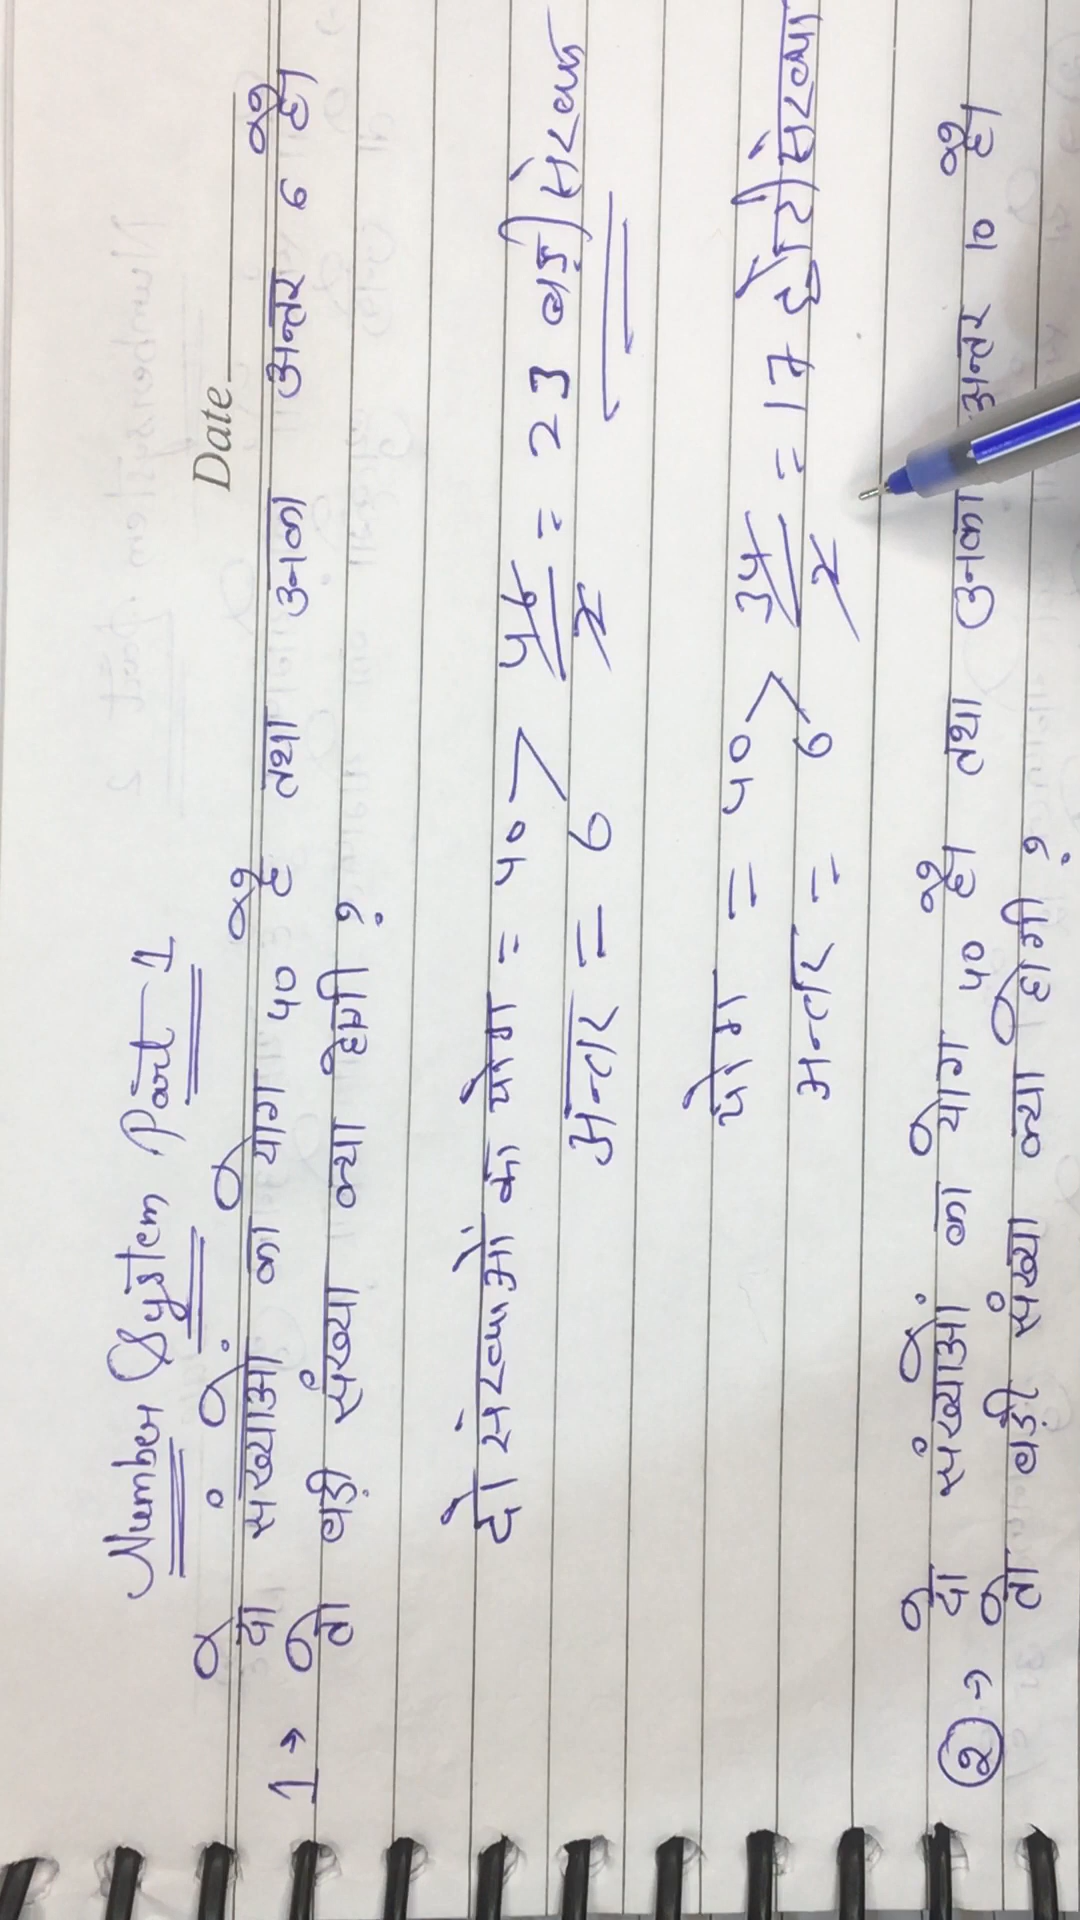 Number System Part-1
Date
1→ दो संख्याओं का योग 40 है तथा उनका अन्तर 6 है।
तो बड़ी संख्या क्या होगी ?
दो संख्याओं का योग = 40 > 46/2 = 23 बड़ी संख्या
अन्तर = 6
योग = 40 > 34/2 = 17 छोटी संख्या
अन्तर = 6
2→ दो संख्याओं का योग 40 है। तथा उनका अन्तर 10 है।
तो बड़ी संख्या क्या होगी ?